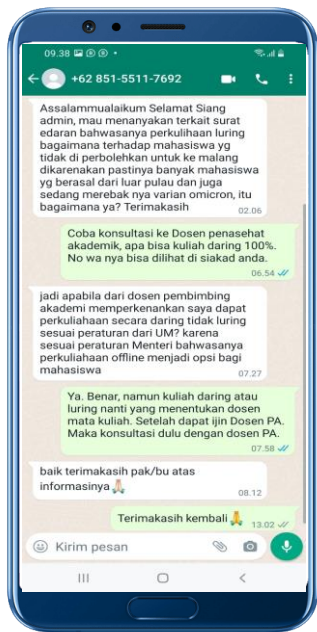 09.38
+62 851-5511-7692
Assalammualaikum Selamat Siang
admin, mau menanyakan terkait surat
edaran bahwasanya perkulihaan luring
bagaimana terhadap mahasiswa yg
tidak di perbolehkan untuk ke malang
dikarenakan pastinya banyak mahasiswa
yg berasal dari luar pulau dan juga
sedang merebak nya varian omicron, itu
bagaimana ya? Terimakasih
02.06
Coba konsultasi ke Dosen penasehat
akademik, apa bisa kuliah daring 100%.
No wa nya bisa dilihat di siakad anda.
06.54
jadi apabila dari dosen pembimbing
akademi memperkenankan saya dapat
perkuliahaan secara daring tidak luring
sesuai peraturan dari UM? karena
sesuai peraturan Menteri bahwasanya
perkuliahan offline menjadi opsi bagi
mahasiswa
07.27
Ya. Benar, namun kuliah daring atau
luring nanti yang menentukan dosen
mata kuliah. Setelah dapat ijin Dosen PA.
Maka konsultasi dulu dengan dosen PA.
07.58
baik terimakasih pak/bu atas
informasinya 🙏
08.12
Terimakasih kembali 🙏
13.02
Kirim pesan